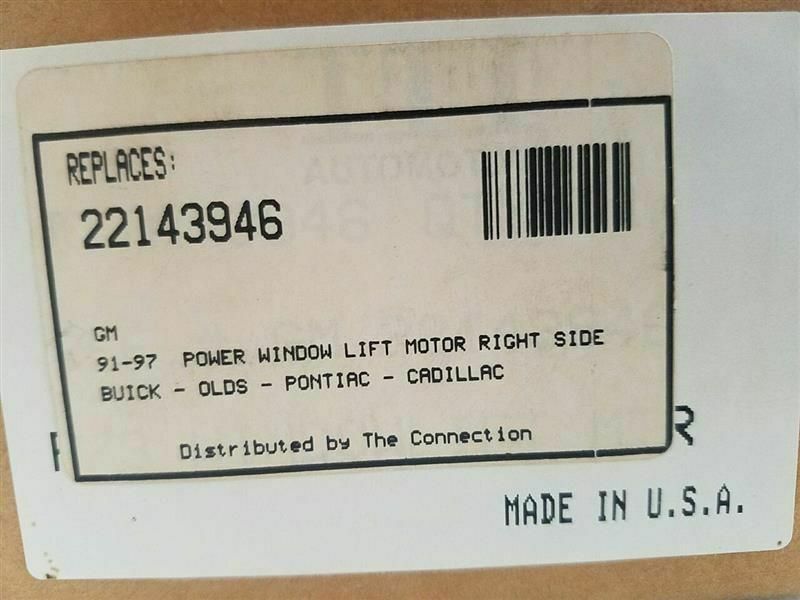 REPLACES:
22143946
GM
91-97 POWER WINDOW LIFT MOTOR RIGHT SIDE
BUICK - OLDS - PONTIAC - CADILLAC
Distributed by The Connection
R
MADE IN U.S.A.